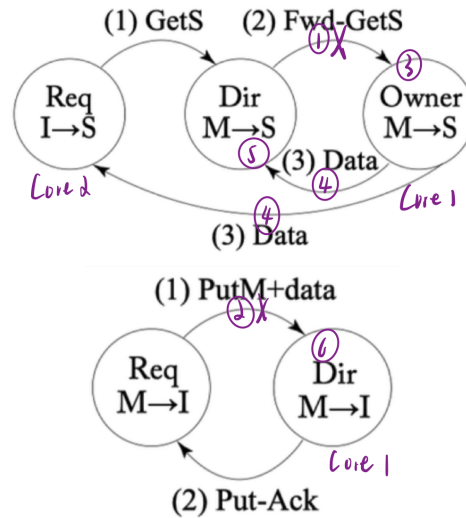 (1) GetS
(2) Fwd-GetS
① X
③
Req
I→S
Dir
M→S
Owner
M→S
⑤
(3) Data
④
Core 2
Core 1
④
(3) Data
(1) PutM+data
② X
⑥
Req
M→I
Dir
M→I
Core 1
(2) Put-Ack